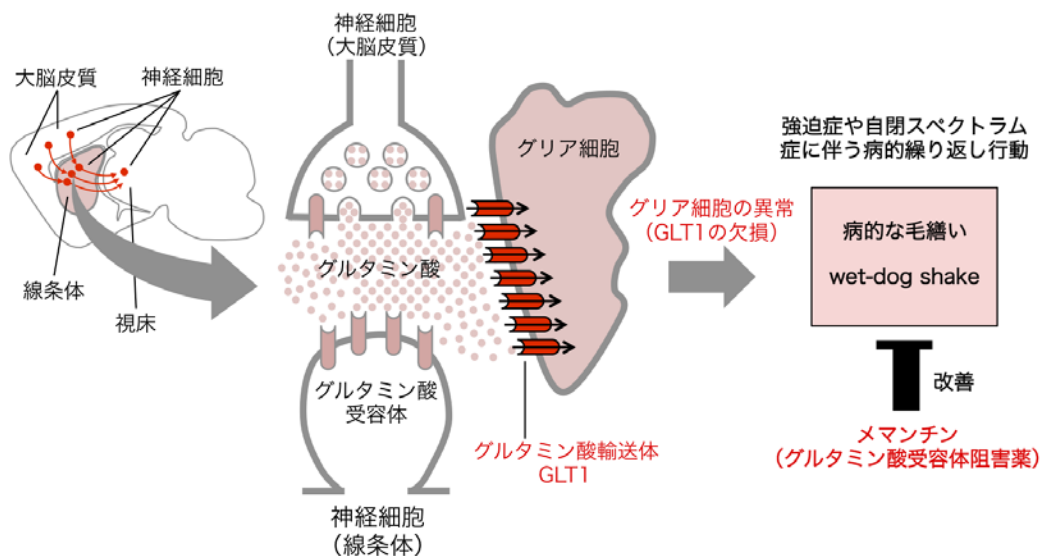 大脳皮質
神経細胞
線条体
視床
神経細胞
(大脳皮質)
グルタミン酸
グルタミン酸
受容体
神経細胞
(線条体)
グリア細胞
グルタミン酸輸送体
GLT1
グリア細胞の異常
(GLT1の欠損)
強迫症や自閉スペクトラム
症に伴う病的繰り返し行動
病的な毛繕い
wet-dog shake
改善
メマンチン
(グルタミン酸受容体阻害薬)